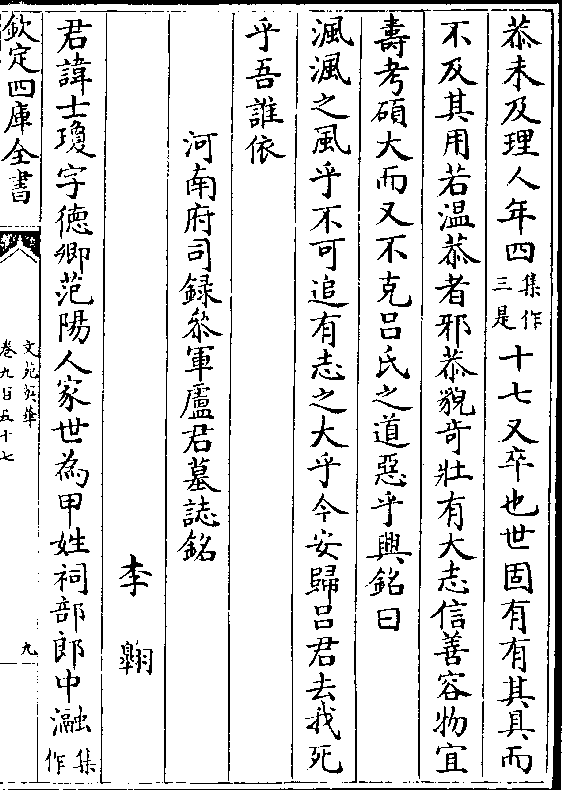 恭未及理人年四集作三是十七又卒也世固有有其具而
不及其用若温恭者邪恭貌竒壯有大志信善容物宜
壽考碩大而又不克吕氏之道惡乎興銘曰
渢渢之風乎不可追有志之大乎今安歸吕君去我死
乎吾誰依
河南府司録叅軍盧君墓誌銘
李翺
君諱士瓊字徳卿范陽人家世為甲姓祠部郎中瀜集作
欽定四庫全書
文苑英華
卷九百五十七
九